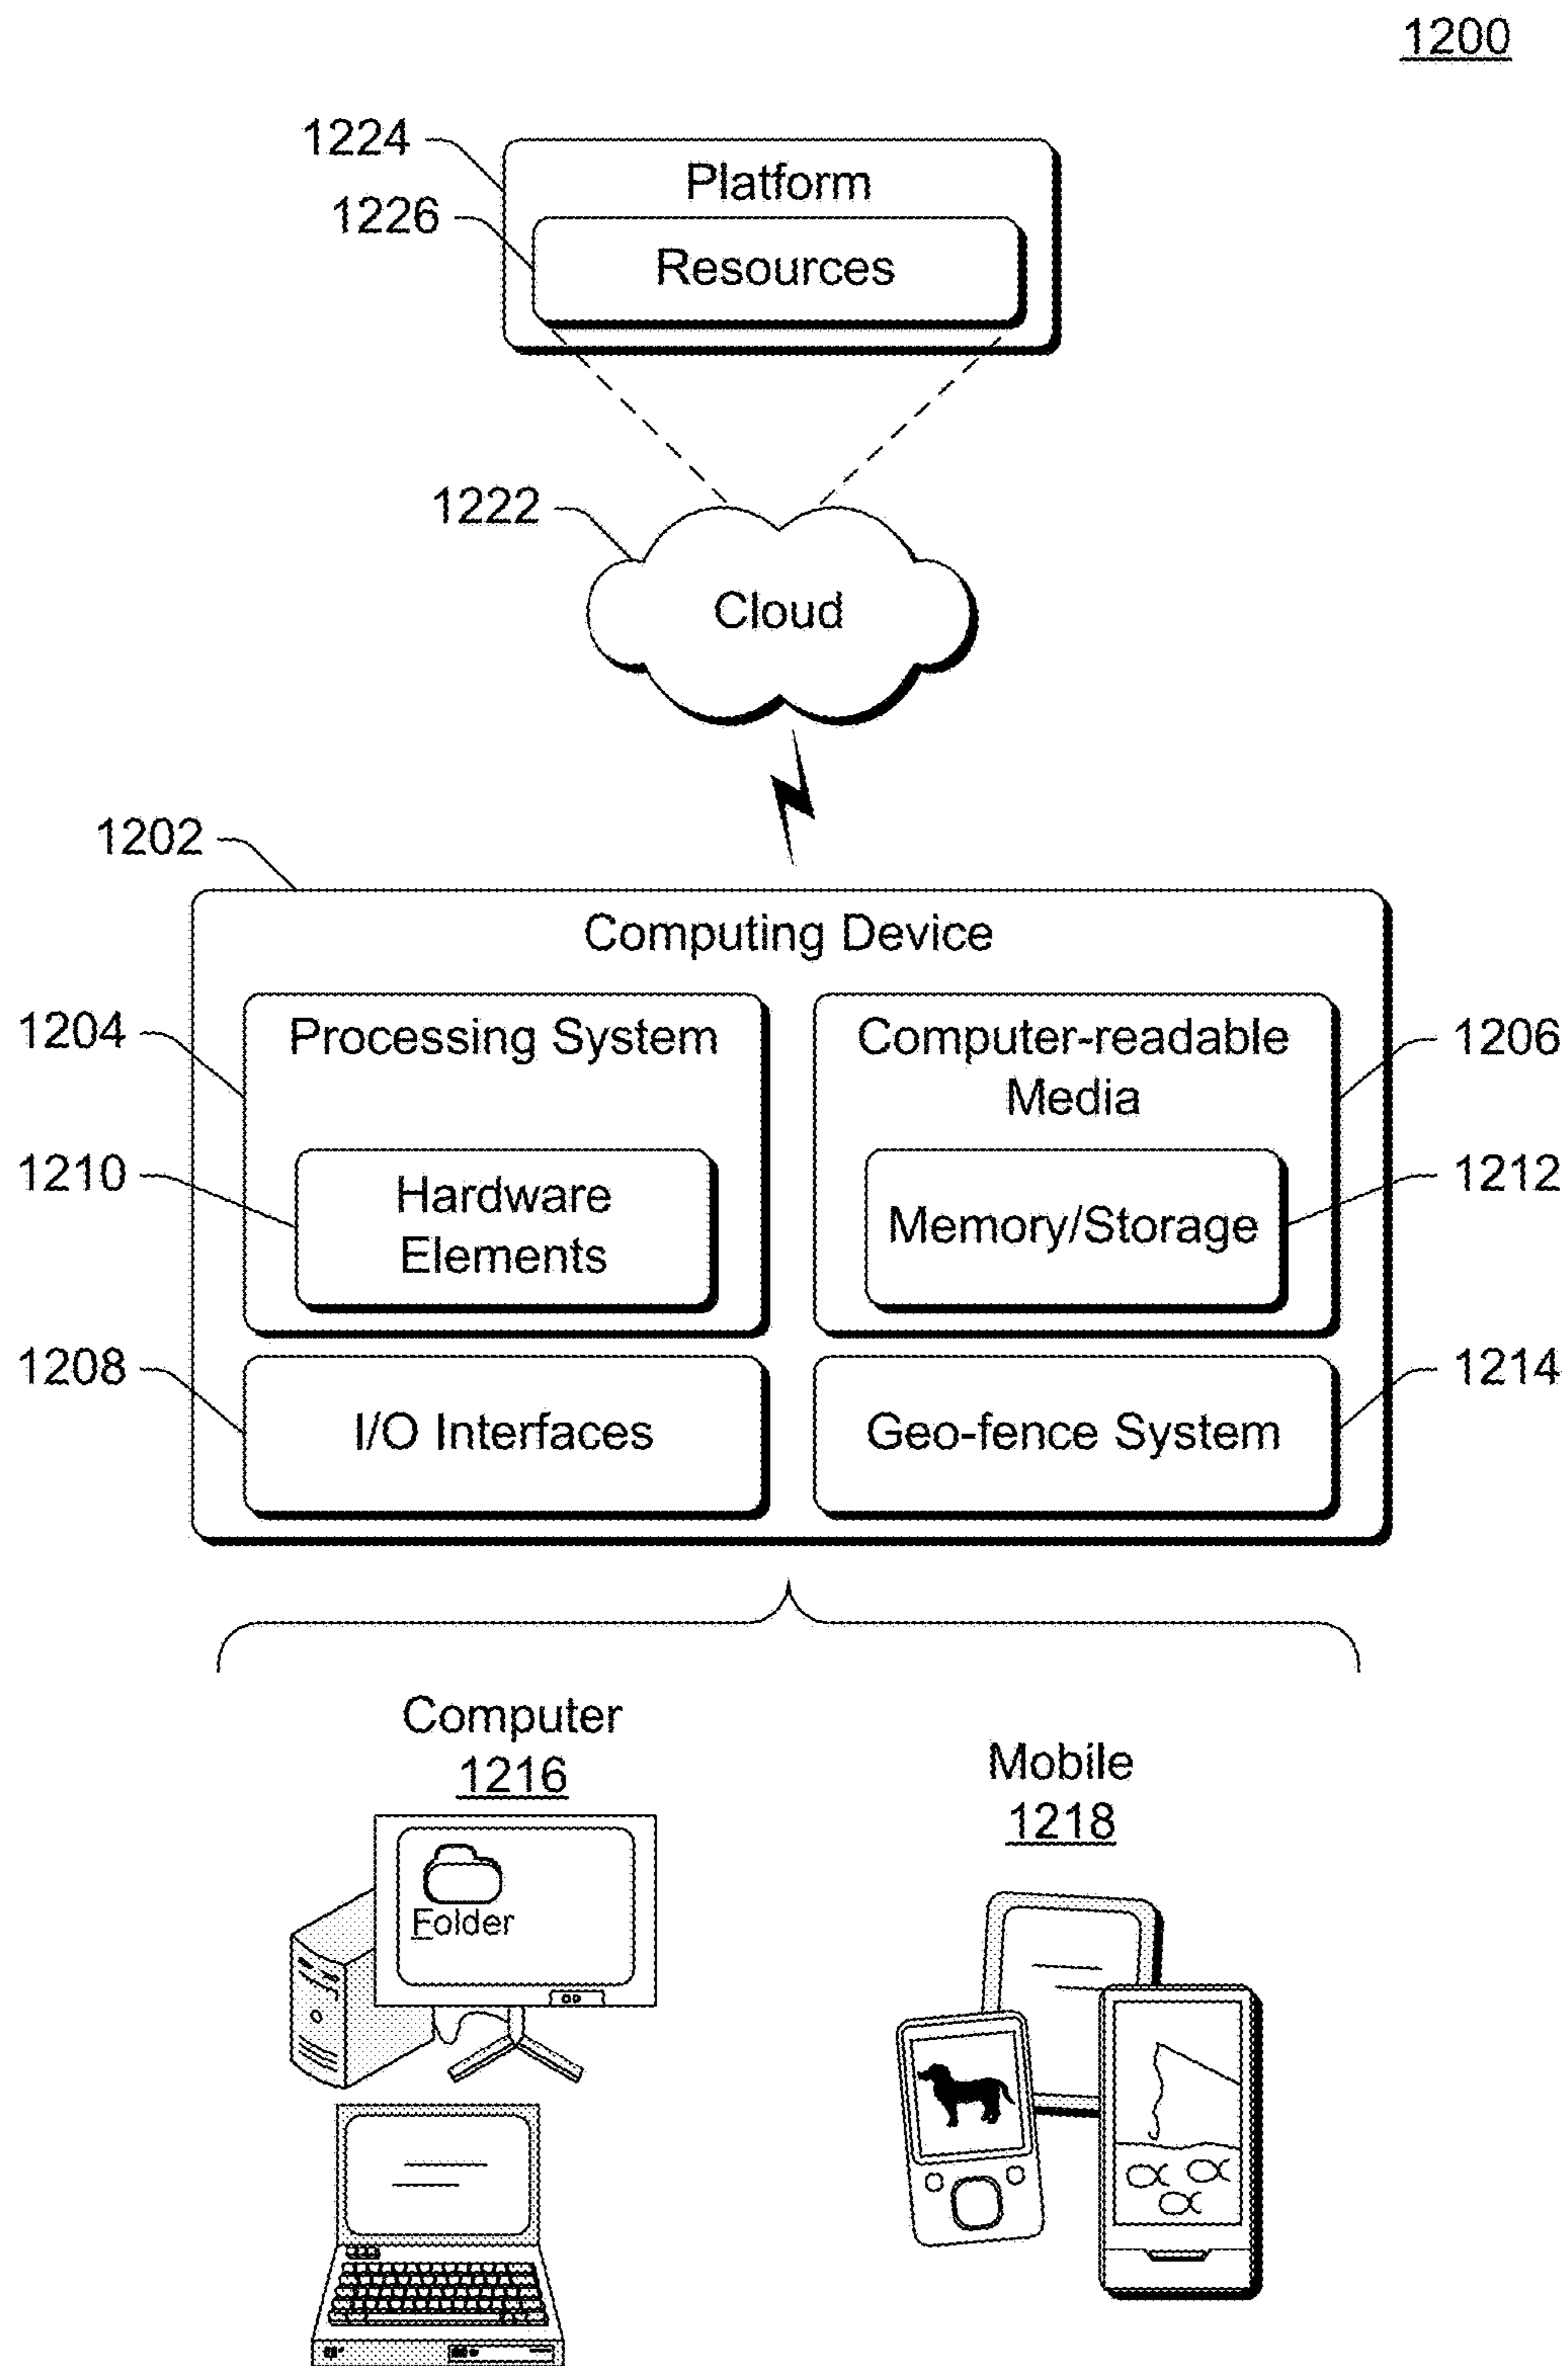 1200
1224
Platform
1226
Resources
1222
Cloud
1202
Computing Device
1204
Processing System
Computer-readable
Media
1206
1210
Hardware
Elements
Memory/Storage
1212
1208
I/O Interfaces
Geo-fence System
1214
Computer
1216
Mobile
1218
Folder